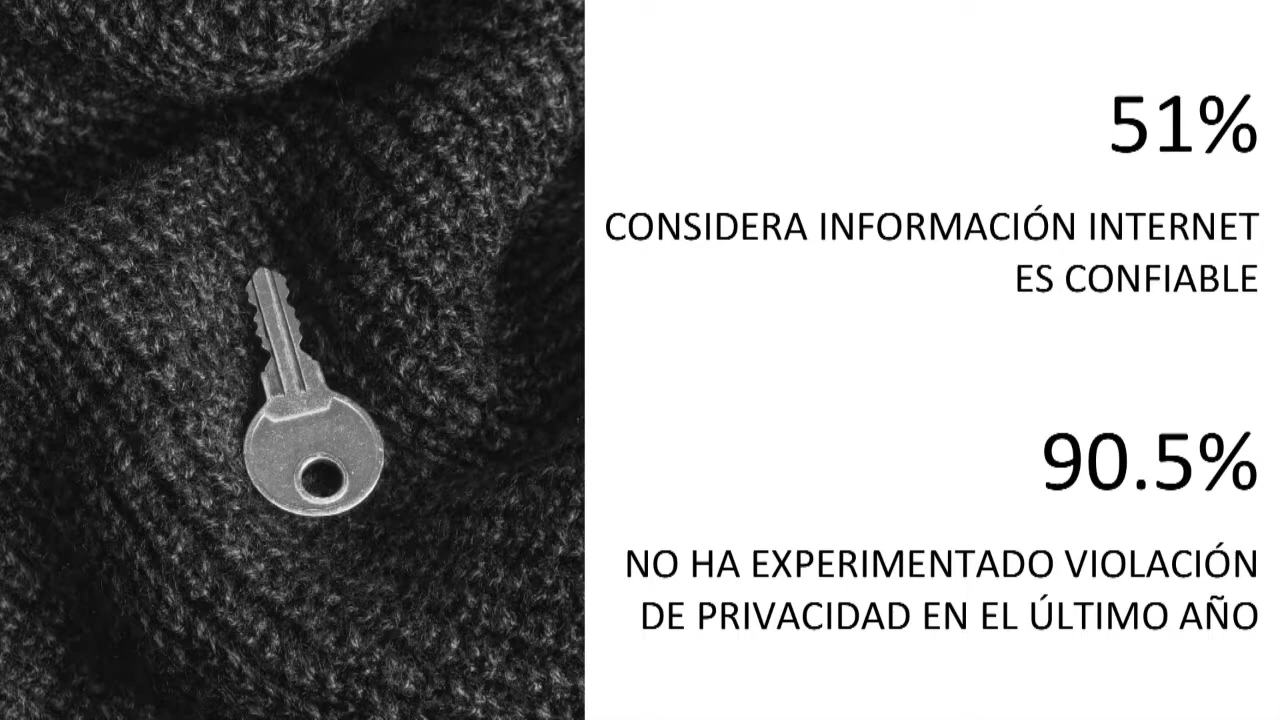 51%
CONSIDERA INFORMACIÓN INTERNET
ES CONFIABLE
90.5%
NO HA EXPERIMENTADO VIOLACIÓN
DE PRIVACIDAD EN EL ÚLTIMO AÑO